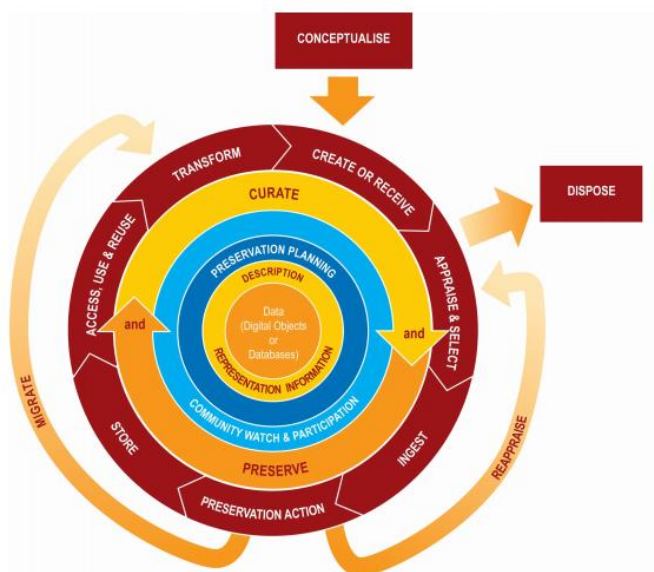 CONCEPTUALISE
DISPOSE
TRANSFORM
CREATE OR RECEIVE
APPRAISE & SELECT
INGEST
PRESERVATION ACTION
STORE
ACCESS, USE & REUSE
MIGRATE
REAPPRAISE
CURATE
and
PRESERVE
and
COMMUNITY WATCH & PARTICIPATION
PRESERVATION PLANNING
DESCRIPTION
REPRESENTATION INFORMATION
Data
(Digital Objects
or
Databases)